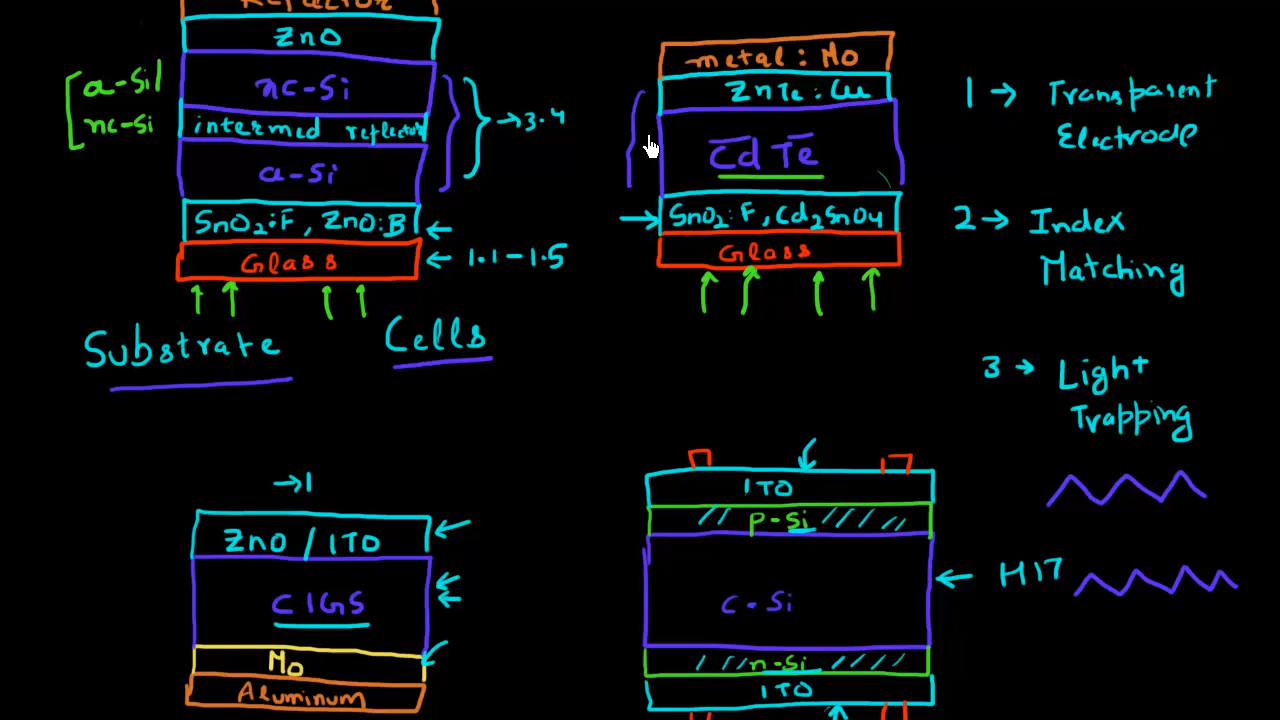 Reflector
ZnO
nc-Si
intermed reflector
a-Si
SnO₂:F, ZnO:B
Glass
[a-Si
nc-Si
→ 3.4
← 1.1-1.5
metal: Mo
ZnTe: Cu
CdTe
SnO₂: F, Cd₂SnO₄
Glass
1 → Transparent
Electrode
2 → Index
Matching
3 → Light
Trapping
Substrate Cells
→ 1
ZnO / ITO
CIGS
Mo
Aluminum
ITO
p-Si
c-Si
n-Si
ITO
← HIT